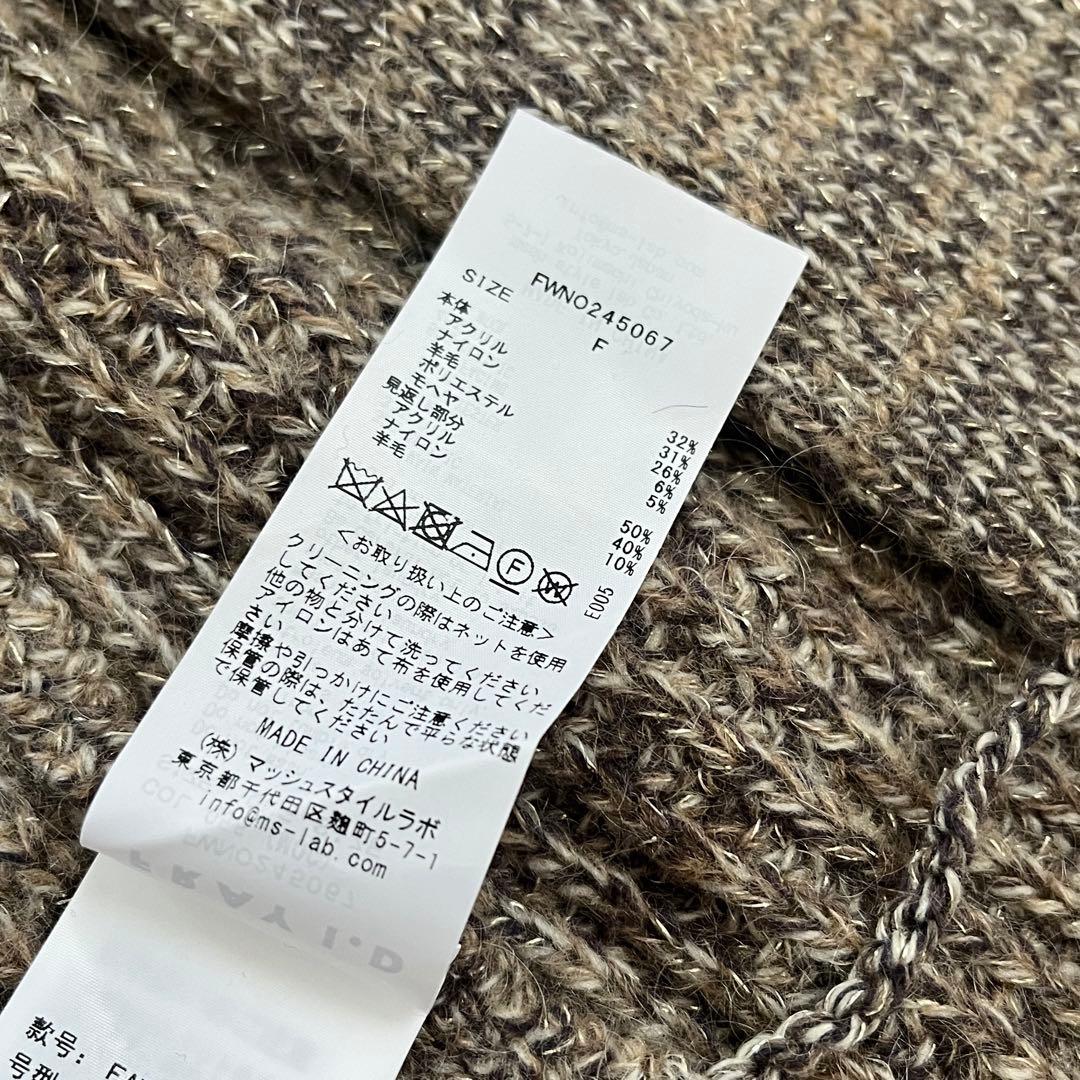 FWNO245067
SIZE F
本体
アクリル 32%
ナイロン 31%
羊毛 26%
ポリエステル 6%
モヘヤ 5%
見返し部分
アクリル 50%
ナイロン 40%
羊毛 10%
F W
E005
<お取り扱い上のご注意>
クリーニングの際はネットを使用
してください
他の物と分けて洗ってください
アイロンはあて布を使用してくだ
さい
摩擦や引っかけにご注意ください
保管の際は、たたんで平らな状態
で保管してください
MADE IN CHINA
(株)マッシュスタイルラボ
東京都千代田区麹町5-7-1
info@ms-lab.com
FWNO245067
FRAY I.D
款号:
号型